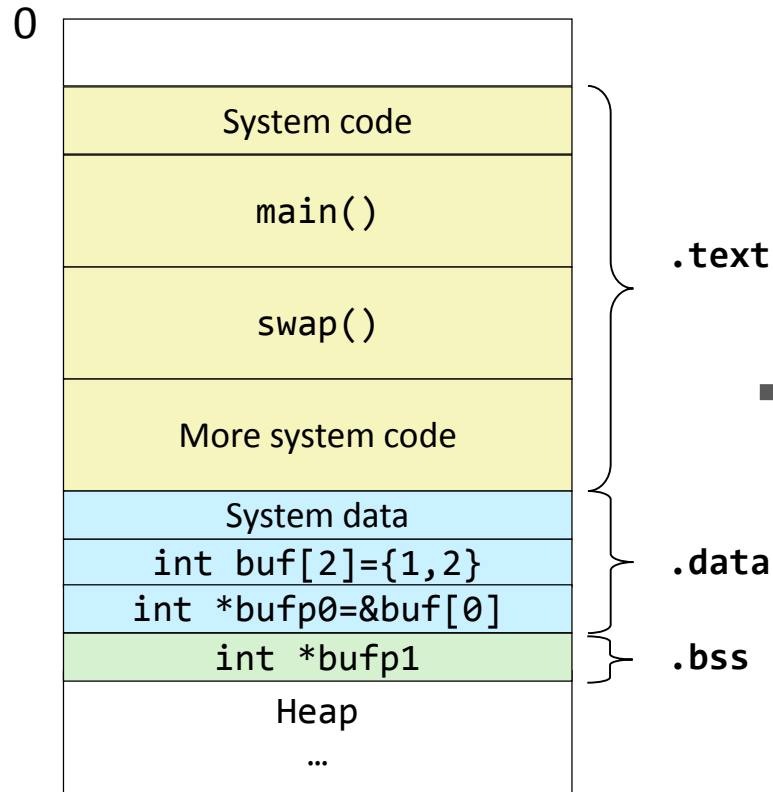 0
System code
main()
.text
swap()
More system code
System data
int buf[2]={1,2}
.data
int *bufp0=&buf[0]
int *bufp1
.bss
Heap
…